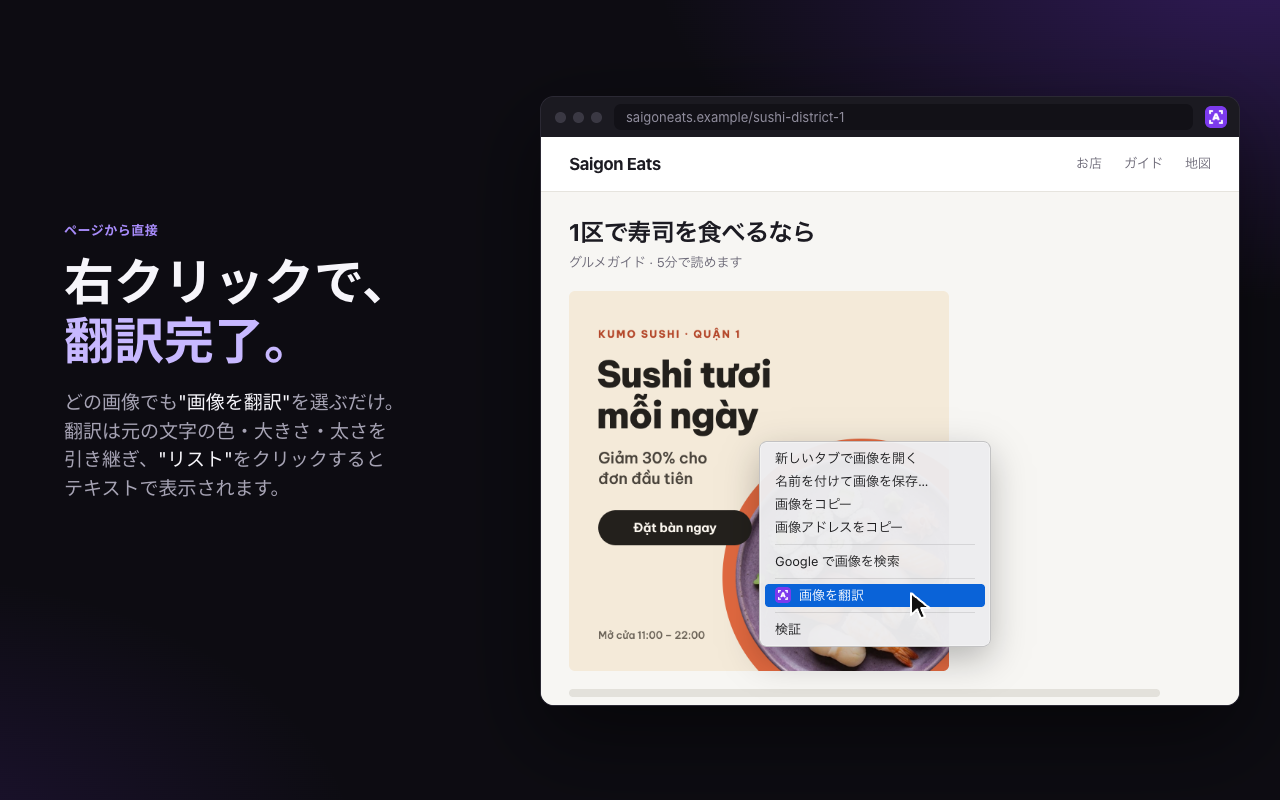 ページから直接
右クリックで、
翻訳完了。
どの画像でも"画像を翻訳"を選ぶだけ。
翻訳は元の文字の色・大きさ・太さを
引き継ぎ、"リスト"をクリックすると
テキストで表示されます。
saigoneats.example/sushi-district-1
Saigon Eats
お店 ガイド 地図
1区で寿司を食べるなら
グルメガイド · 5分で読めます
KUMO SUSHI · QUẬN 1
Sushi tươi
mỗi ngày
Giảm 30% cho
đơn đầu tiên
Đặt bàn ngay
Mở cửa 11:00 – 22:00
新しいタブで画像を開く
名前を付けて画像を保存...
画像をコピー
画像アドレスをコピー
Google で画像を検索
画像を翻訳
検証